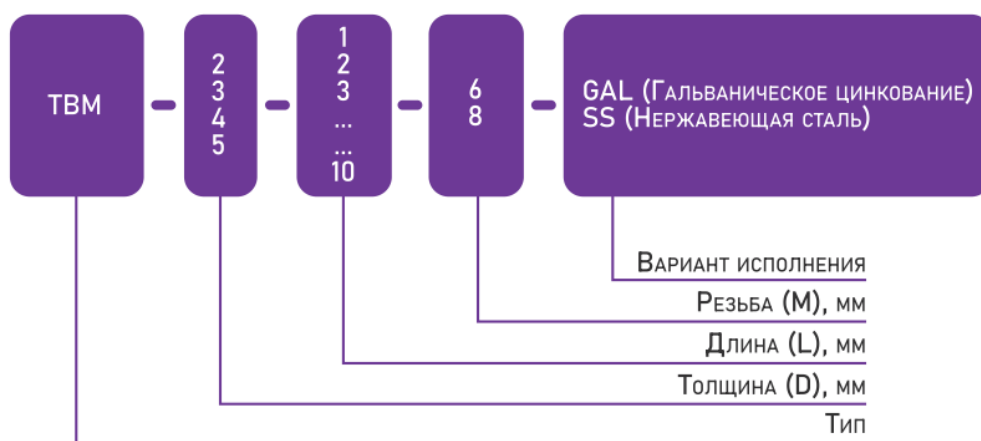 ТВМ
2
3
4
5
1
2
3
...
...
10
6
8
GAL (Гальваническое цинкование)
SS (Нержавеющая сталь)
Вариант исполнения
Резьба (М), мм
Длина (L), мм
Толщина (D), мм
Тип